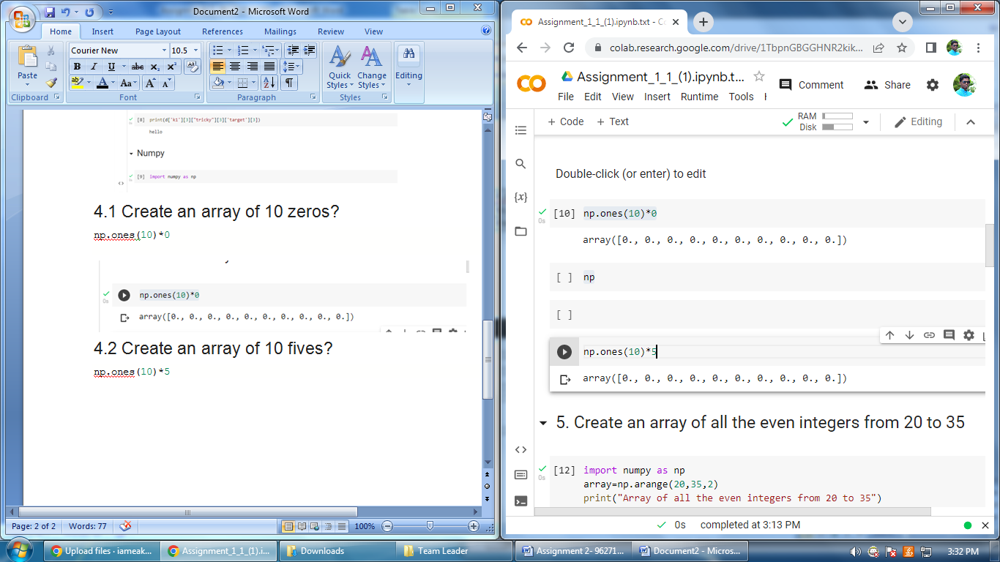 Document2 - Microsoft Word
Home Insert Page Layout References Mailings Review View
Paste
Courier New 10.5
B I U abc x₂ x²
ab A Aa A A
Quick Styles
Change Styles
Editing
Clipboard Font Paragraph Styles
[8] print(d['k1'][3]["tricky"][3]['target'][3])
hello
Numpy
[9] import numpy as np
4.1 Create an array of 10 zeros?
np.ones(10)*0
0s
np.ones(10)*0
array([0., 0., 0., 0., 0., 0., 0., 0., 0., 0.])
4.2 Create an array of 10 fives?
np.ones(10)*5
Page: 2 of 2 Words: 77 100%
Assignment_1_1_(1).ipynb.txt - Co
colab.research.google.com/drive/1TbpnGBGGHNR2kik...
CO Assignment_1_1_(1).ipynb.t...
Comment Share
File Edit View Insert Runtime Tools
+ Code + Text
RAM
Disk
Editing
{x}
Double-click (or enter) to edit
[10] np.ones(10)*0
0s
array([0., 0., 0., 0., 0., 0., 0., 0., 0., 0.])
[ ] np
[ ]
np.ones(10)*5
array([0., 0., 0., 0., 0., 0., 0., 0., 0., 0.])
5. Create an array of all the even integers from 20 to 35
[12] import numpy as np
0s
array=np.arange(20,35,2)
print("Array of all the even integers from 20 to 35")
0s completed at 3:13 PM
Upload files · iameak...
Assignment_1_1_(1).i...
Downloads
Team Leader
Assignment 2- 96271...
Document2 - Micros...
3:32 PM